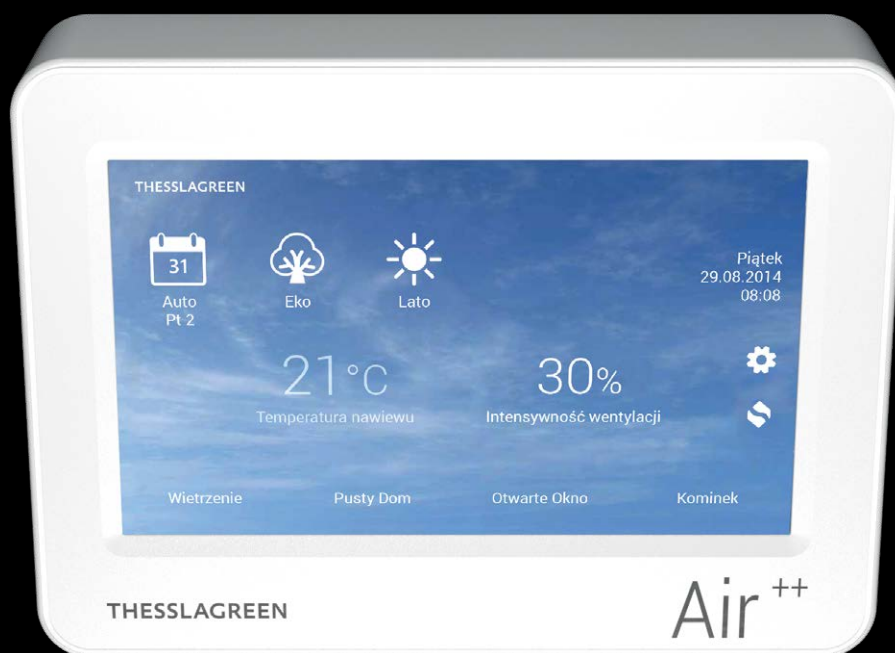 THESSLAGREEN
31
Auto
Pt 2
Eko
Lato
Piątek
29.08.2014
08:08
21°C
Temperatura nawiewu
30%
Intensywność wentylacji
Wietrzenie
Pusty Dom
Otwarte Okno
Kominek
THESSLAGREEN
Air++